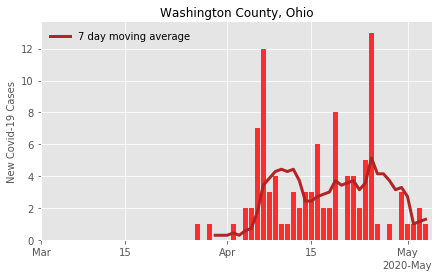 Washington County, Ohio
7 day moving average
New Covid-19 Cases
12
10
8
6
4
2
0
Mar 15 Apr 15 May
2020-May